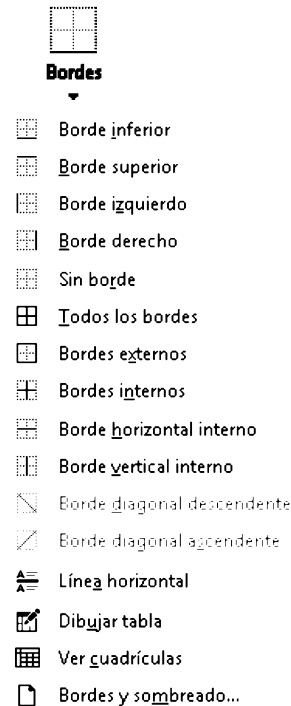 Bordes
Borde inferior
Borde superior
Borde izquierdo
Borde derecho
Sin borde
Todos los bordes
Bordes externos
Bordes internos
Borde horizontal interno
Borde vertical interno
Borde diagonal descendente
Borde diagonal ascendente
Línea horizontal
Dibujar tabla
Ver cuadrículas
Bordes y sombreado...